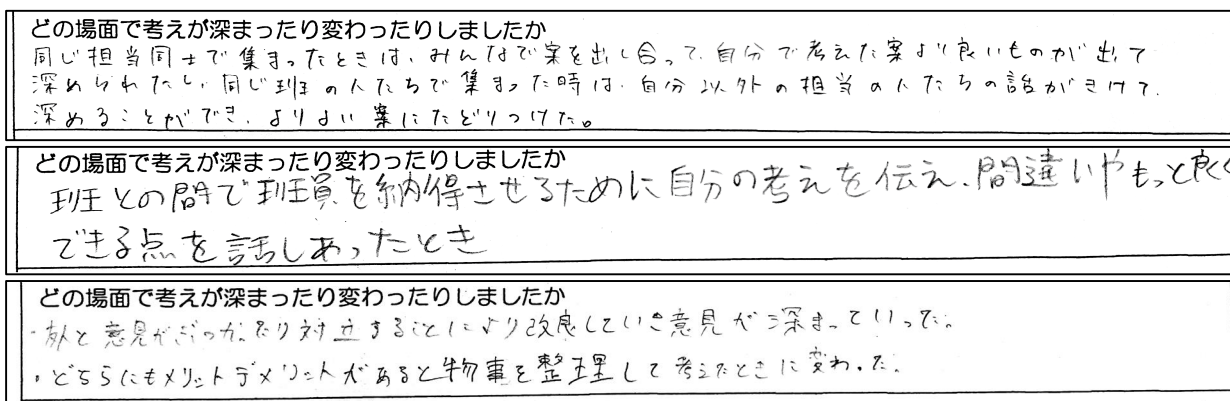 どの場面で考えが深まったり変わったりしましたか
同じ担当同士で集まったときは、みんなで案を出し合って、自分で考えた案より良いものが出て
深められたし、同じ班の人たちで集まった時は、自分以外の担当の人たちの話がきけて、
深めることができ、よりよい案にたどりつけた。
どの場面で考えが深まったり変わったりしましたか
班との間で班員を納得させるために自分の考えを伝え、間違いやもっと良く
できる点を話しあったとき
どの場面で考えが深まったり変わったりしましたか
・と意見がぶつかったり対立することにより改良していき意見が深まっていった。
・どちらにもメリットデメリットがあると物事を整理して考えたときに変わった。